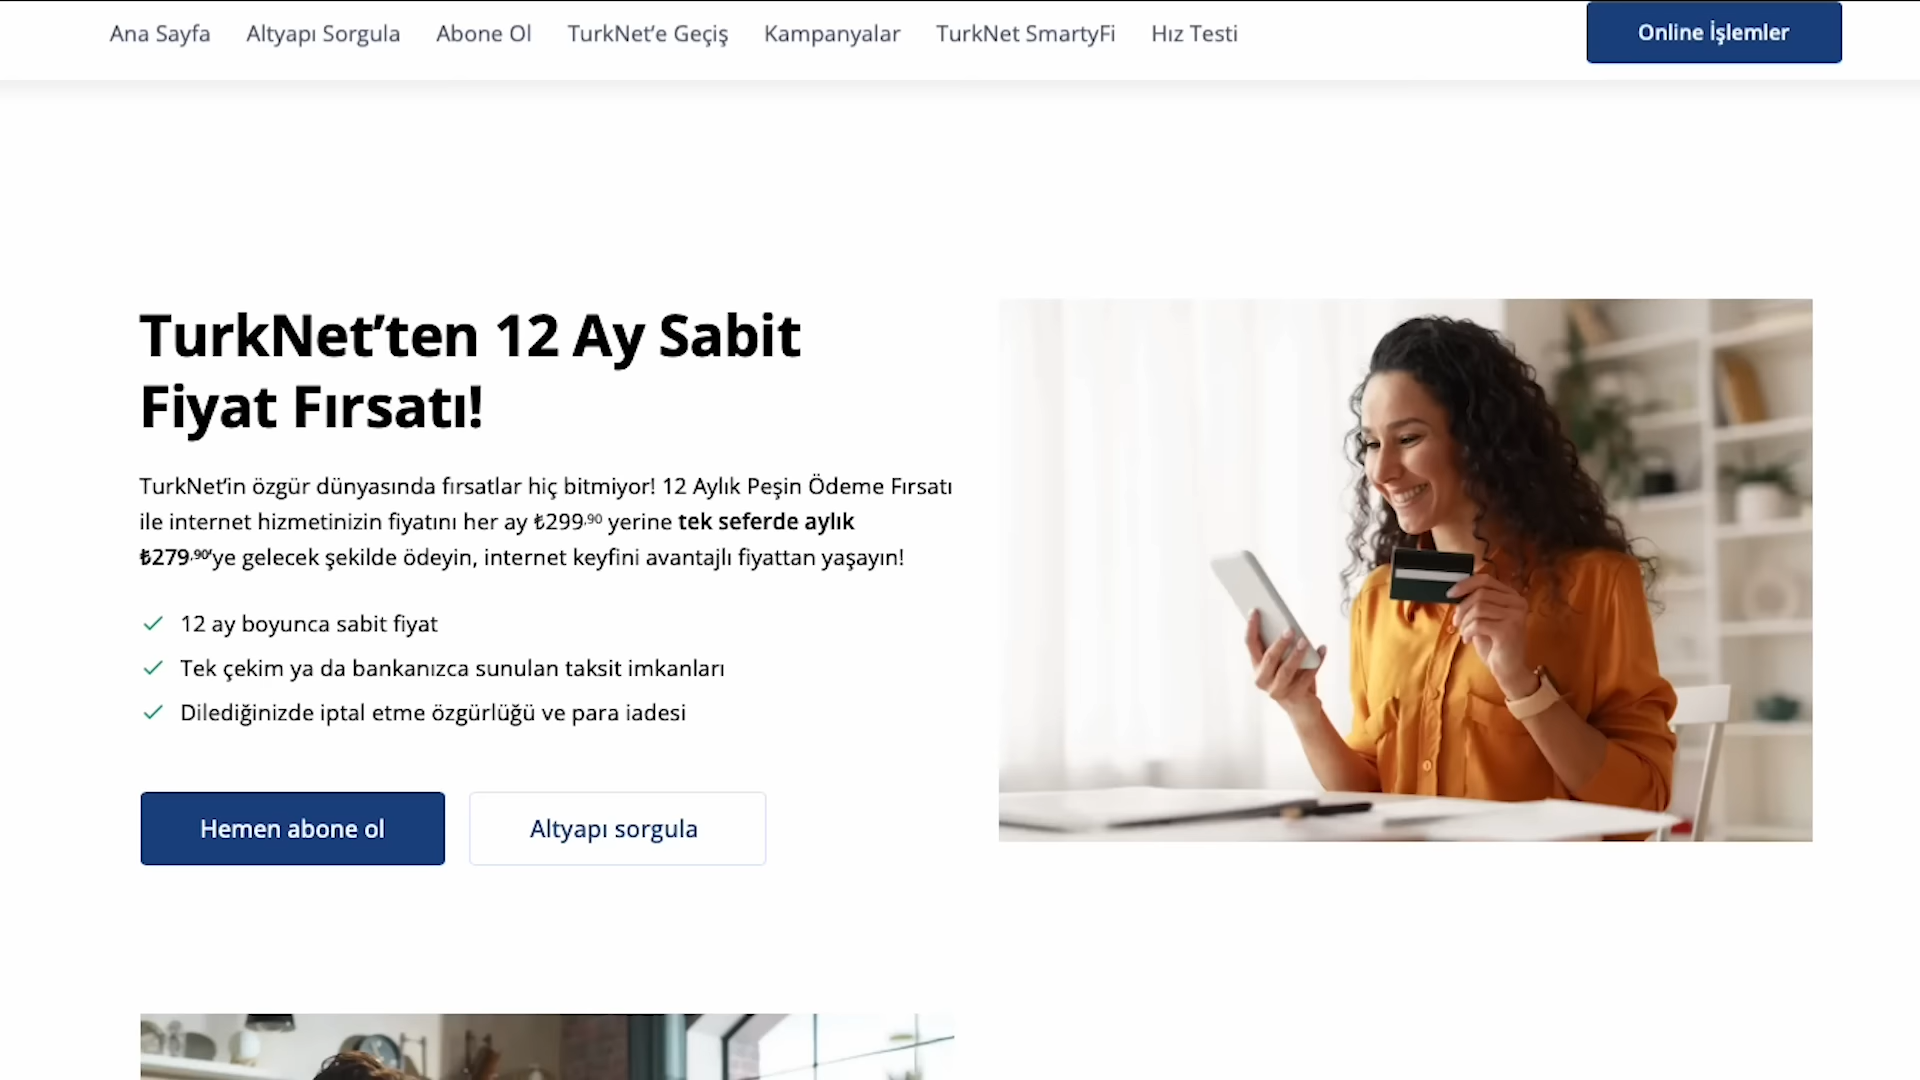 Ana Sayfa Altyapı Sorgula Abone Ol TurkNet’e Geçiş Kampanyalar TurkNet SmartyFi Hız Testi Online İşlemler
TurkNet’ten 12 Ay Sabit
Fiyat Fırsatı!
TurkNet’in özgür dünyasında fırsatlar hiç bitmiyor! 12 Aylık Peşin Ödeme Fırsatı
ile internet hizmetinizin fiyatını her ay ₺299,90 yerine tek seferde aylık
₺279,90’ye gelecek şekilde ödeyin, internet keyfini avantajlı fiyattan yaşayın!
12 ay boyunca sabit fiyat
Tek çekim ya da bankanızca sunulan taksit imkanları
Dilediğinizde iptal etme özgürlüğü ve para iadesi
Hemen abone ol Altyapı sorgula